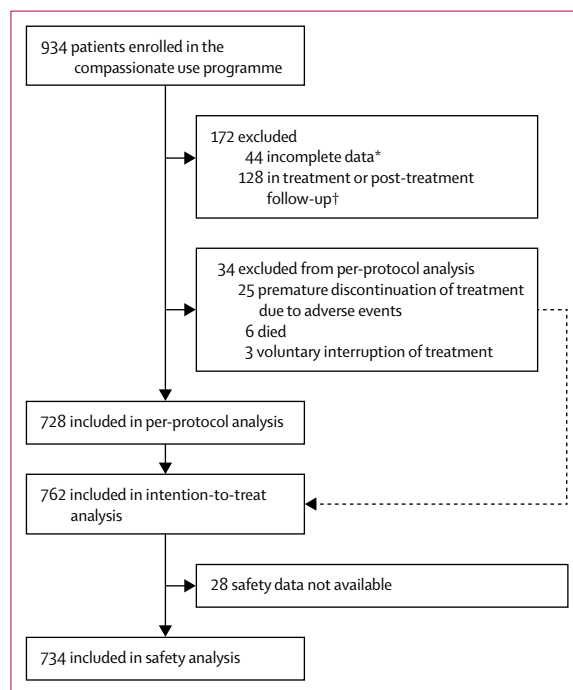 934 patients enrolled in the
compassionate use programme
172 excluded
44 incomplete data*
128 in treatment or post-treatment
follow-up†
34 excluded from per-protocol analysis
25 premature discontinuation of treatment
due to adverse events
6 died
3 voluntary interruption of treatment
728 included in per-protocol analysis
762 included in intention-to-treat
analysis
28 safety data not available
734 included in safety analysis